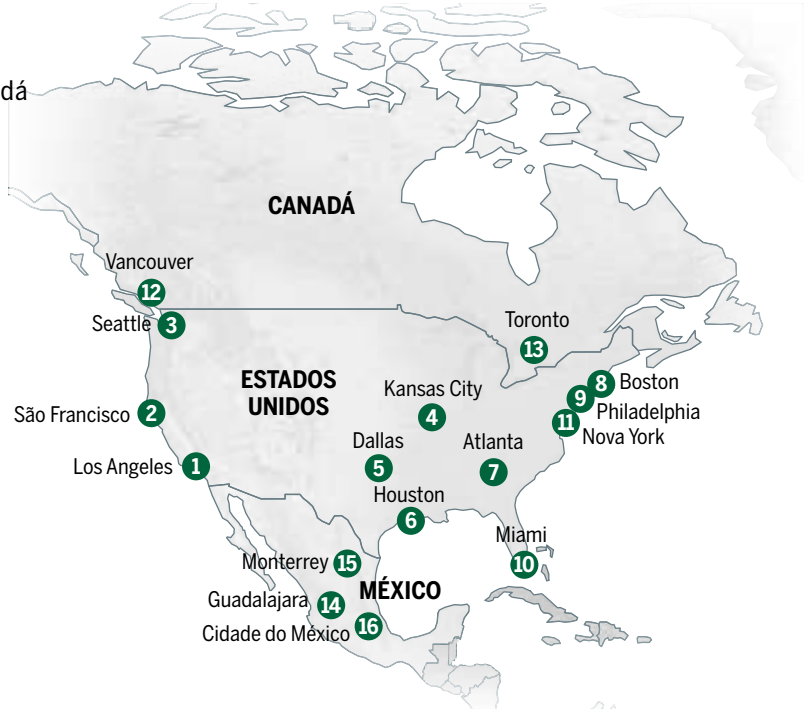 dá
CANADÁ
Vancouver
12
Seattle 3
Toronto
13
ESTADOS
UNIDOS
Kansas City
4
8 Boston
9 Philadelphia
11 Nova York
São Francisco 2
Dallas
5
Atlanta
7
Los Angeles 1
Houston
6
Miami
10
Monterrey 15
MÉXICO
Guadalajara 14
Cidade do México 16